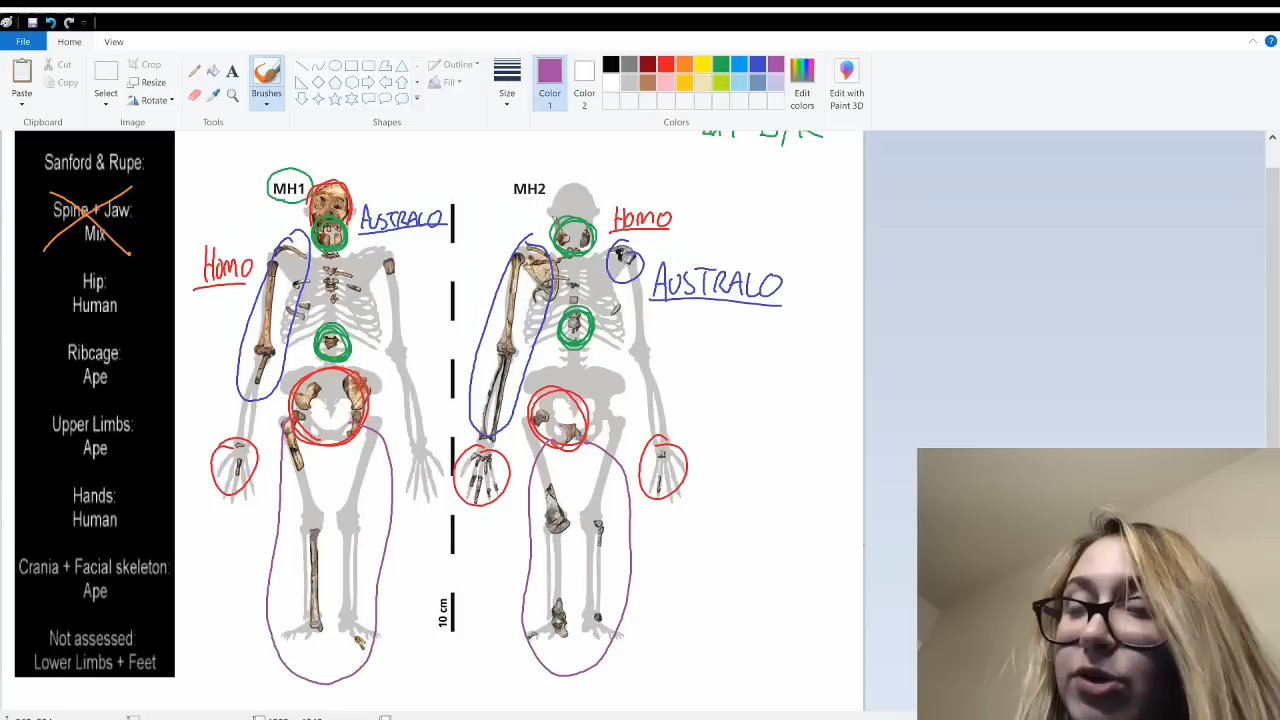 File
Home
View
Paste
Cut
Copy
Clipboard
Select
Crop
Resize
Rotate
Image
Tools
Brushes
Shapes
Outline
Fill
Size
Color
1
Color
2
Edit
colors
Edit with
Paint 3D
Colors
Sanford & Rupe:
Spine + Jaw:
Mix
Hip:
Human
Ribcage:
Ape
Upper Limbs:
Ape
Hands:
Human
Crania + Facial skeleton:
Ape
Not assessed:
Lower Limbs + Feet
MH1
AUSTRALO
Homo
MH2
Homo
AUSTRALO
10 cm